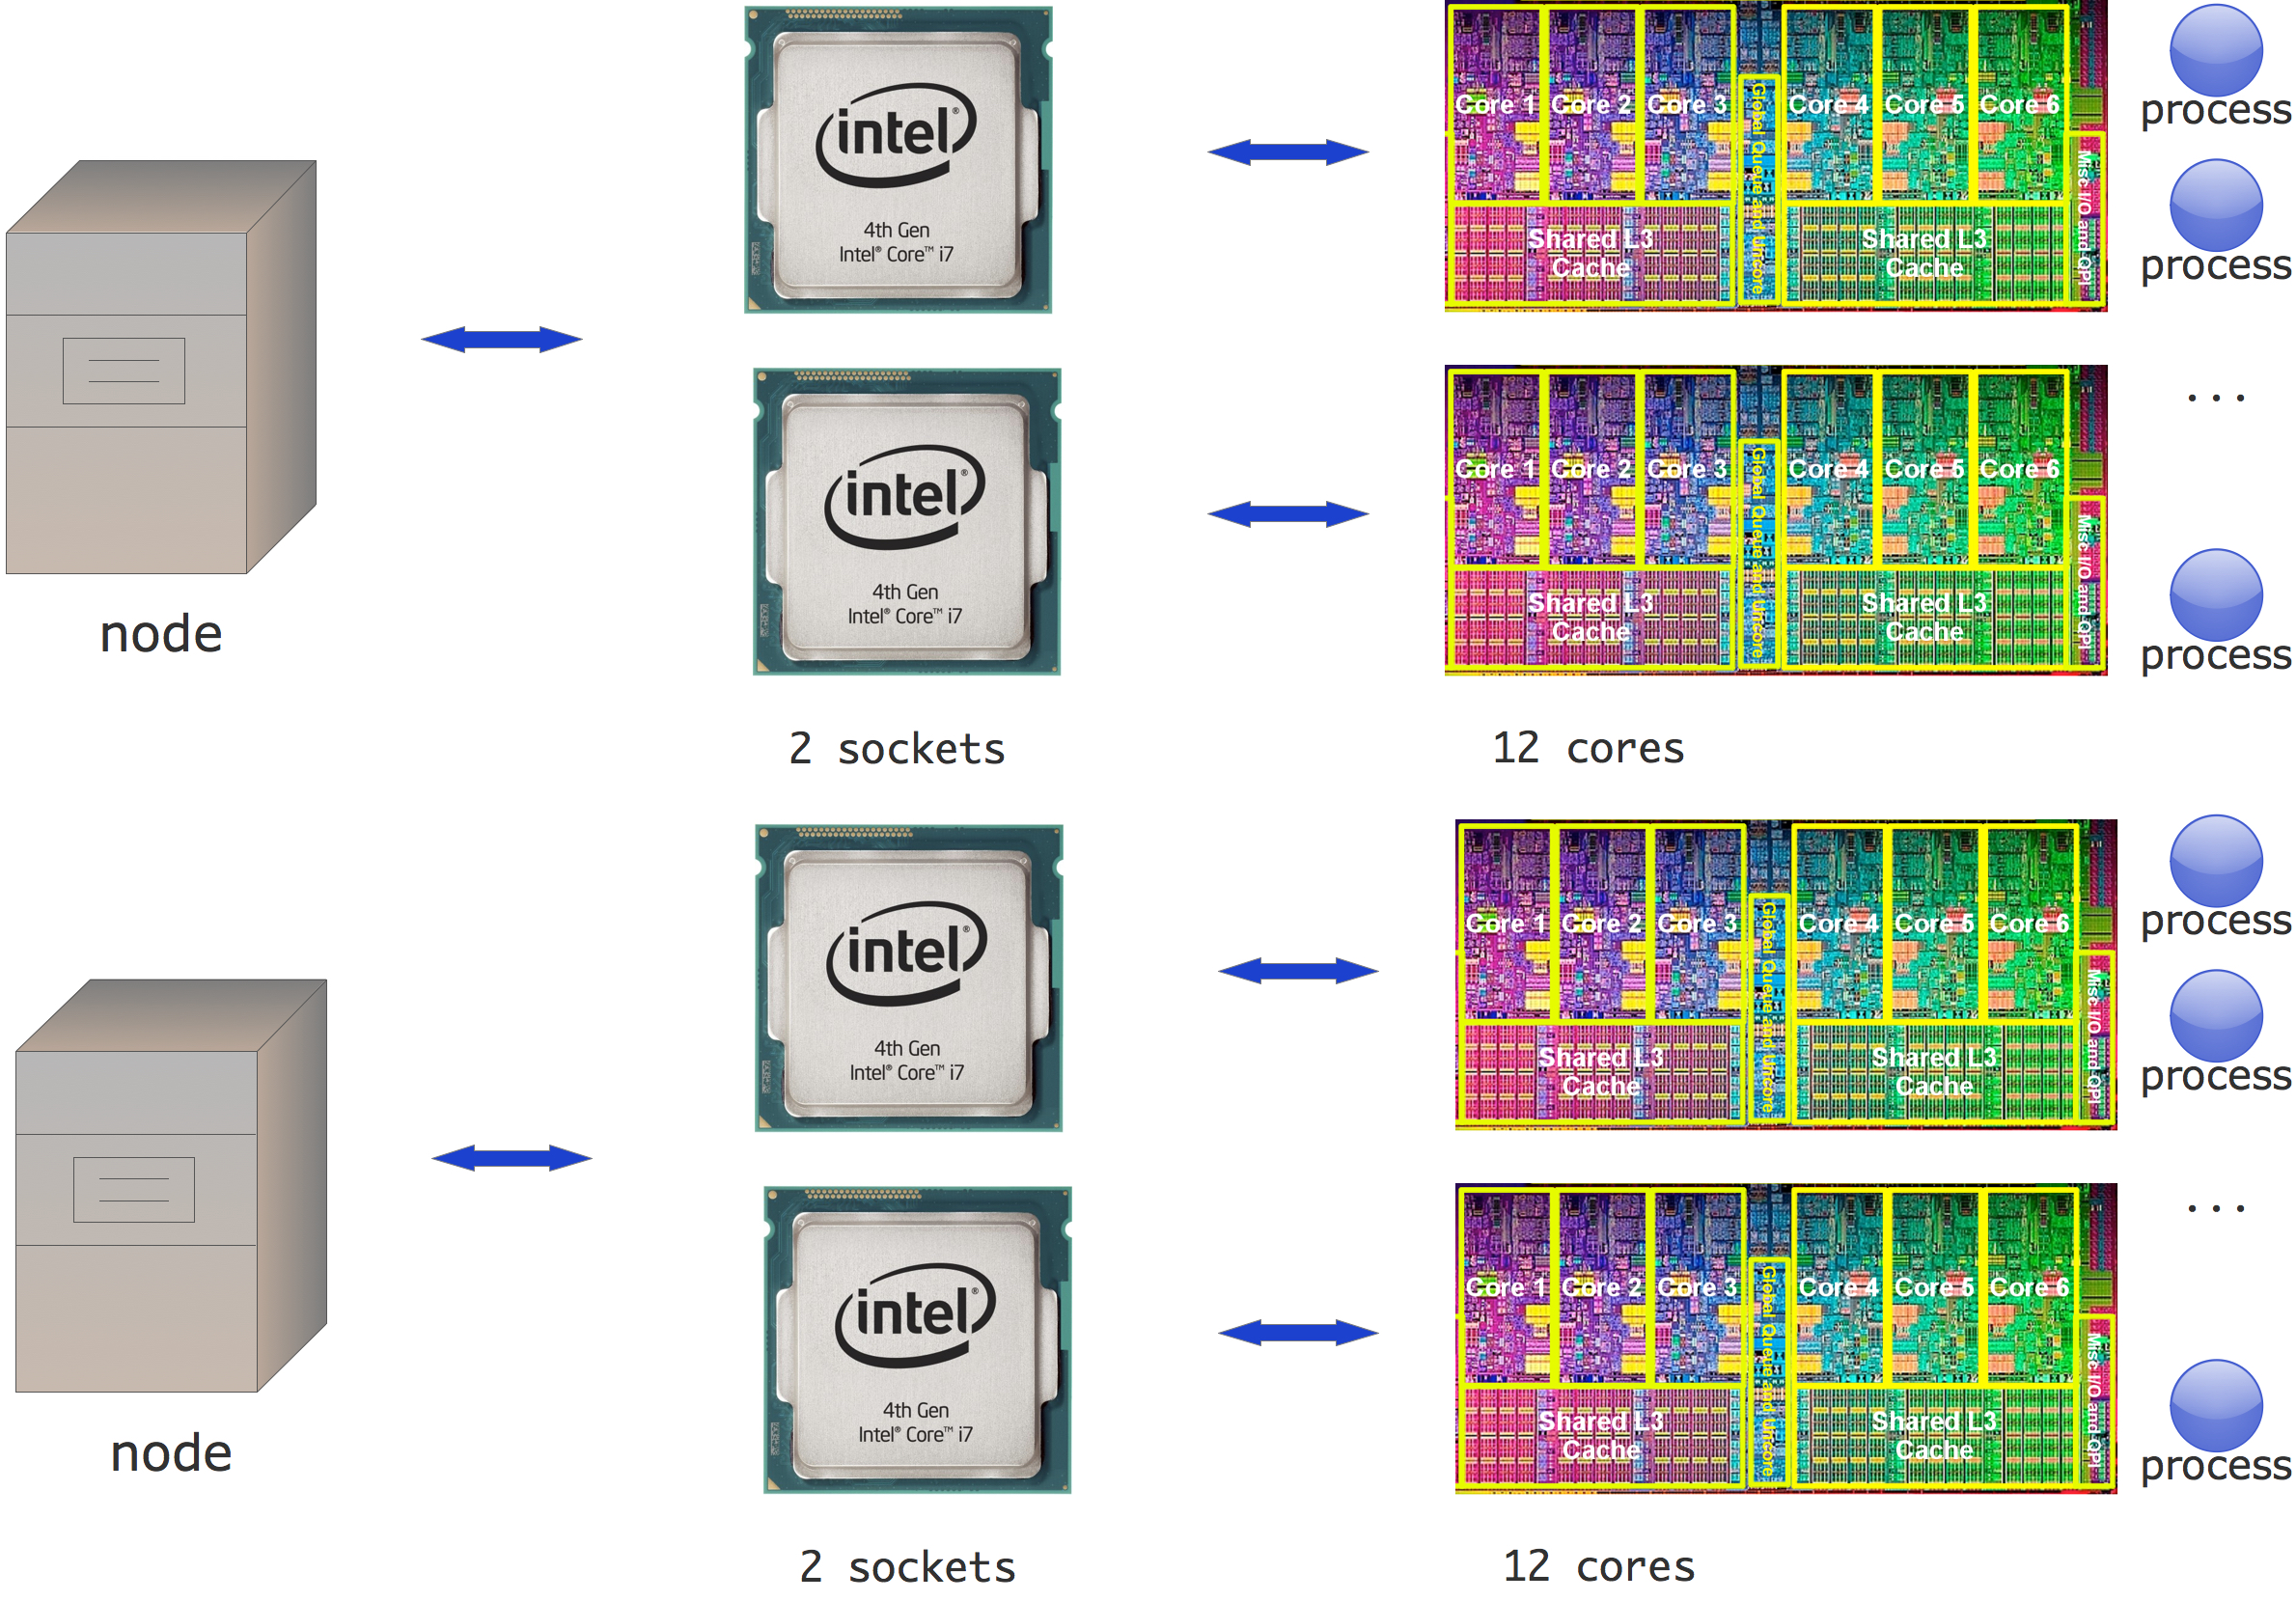 intel®
4th Gen
Intel® Core™ i7
Core 1 Core 2 Core 3 Core 4 Core 5 Core 6
Global Queue and Uncore
Shared L3
Cache
Shared L3
Cache
Misc I/O and QPI
process
process
node
intel®
4th Gen
Intel® Core™ i7
Core 1 Core 2 Core 3 Core 4 Core 5 Core 6
Global Queue and Uncore
Shared L3
Cache
Shared L3
Cache
Misc I/O and QPI
...
process
2 sockets
12 cores
intel®
4th Gen
Intel® Core™ i7
Core 1 Core 2 Core 3 Core 4 Core 5 Core 6
Global Queue and Uncore
Shared L3
Cache
Shared L3
Cache
Misc I/O and QPI
process
process
node
intel®
4th Gen
Intel® Core™ i7
Core 1 Core 2 Core 3 Core 4 Core 5 Core 6
Global Queue and Uncore
Shared L3
Cache
Shared L3
Cache
Misc I/O and QPI
...
process
2 sockets
12 cores